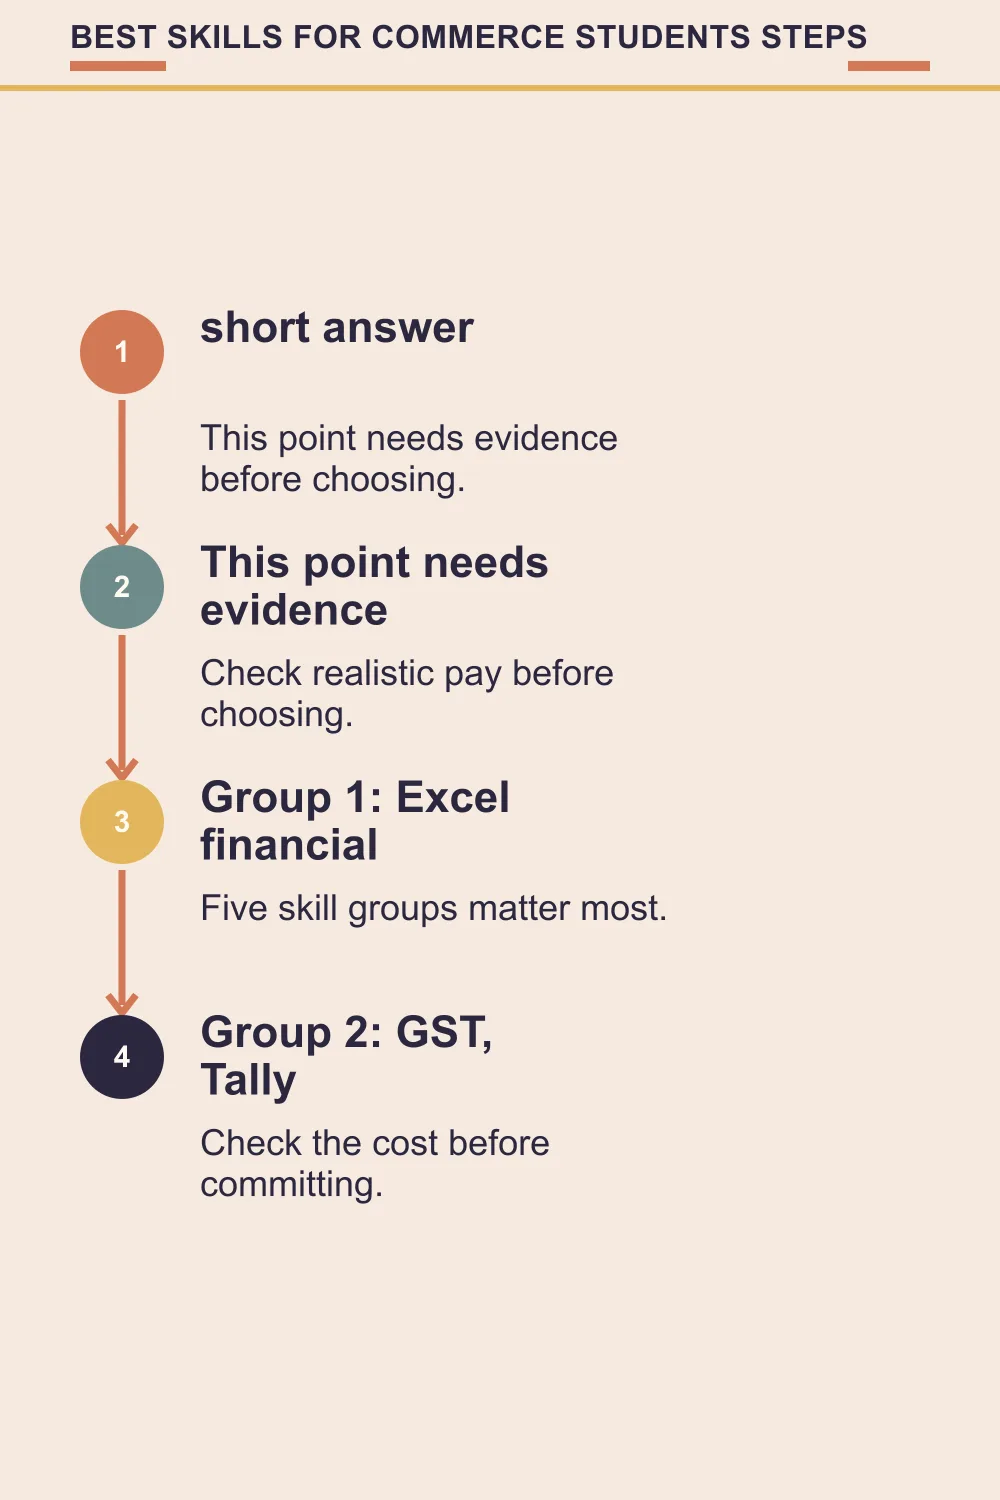 BEST SKILLS FOR COMMERCE STUDENTS STEPS
1
short answer
This point needs evidence
before choosing.
2
This point needs
evidence
Check realistic pay before
choosing.
3
Group 1: Excel
financial
Five skill groups matter most.
4
Group 2: GST,
Tally
Check the cost before
committing.